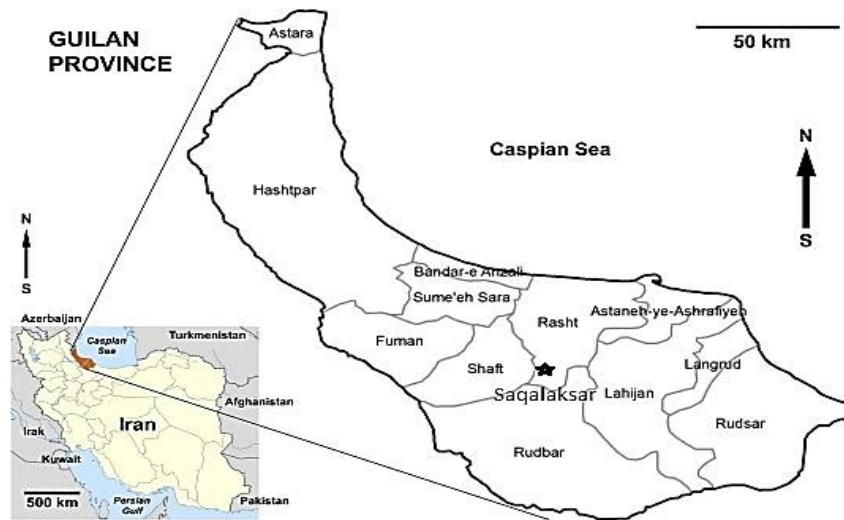 GUILAN
PROVINCE
Astara
50 km
N
S
Caspian Sea
Hashtpar
Bandar-e Anzali
Sume'eh Sara
Astaneh-ye-Ashrafiyeh
Rasht
Fuman
Shaft
Langrud
Saqalaksar
Lahijan
Rudsar
Rudbar
N
S
Azerbaijan
Caspian
Sea
Turkmenistan
Afghanistan
Iran
Irak
Kuwait
500 km
Persian
Gulf
Pakistan